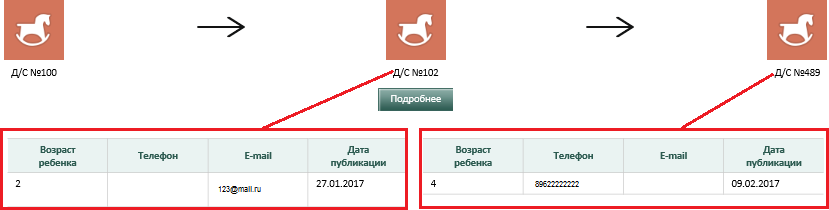 Д/С №100
Д/С №102
Д/С №489
Подробнее
Возраст ребенка Телефон E-mail Дата публикации
2 123@mail.ru 27.01.2017
Возраст ребенка Телефон E-mail Дата публикации
4 89622222222 09.02.2017